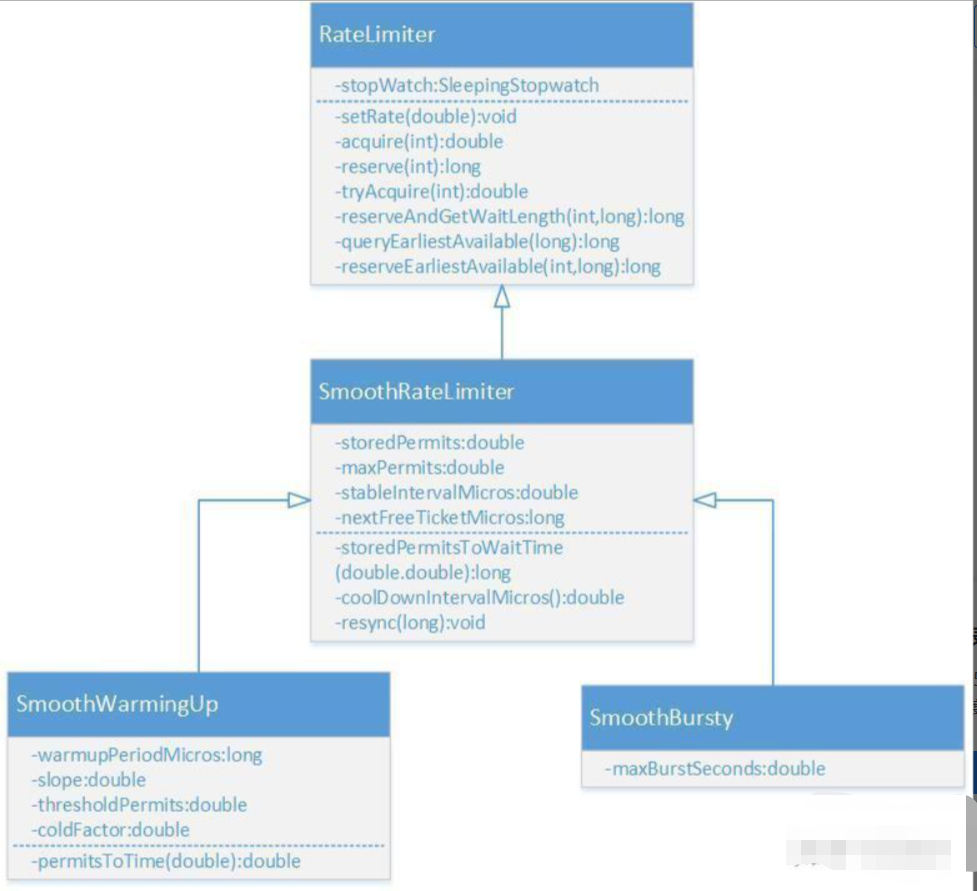 RateLimiter
-stopWatch:SleepingStopwatch
-setRate(double):void
-acquire(int):double
-reserve(int):long
-tryAcquire(int):double
-reserveAndGetWaitLength(int,long):long
-queryEarliestAvailable(long):long
-reserveEarliestAvailable(int,long):long
SmoothRateLimiter
-storedPermits:double
-maxPermits:double
-stableIntervalMicros:double
-nextFreeTicketMicros:long
-storedPermitsToWaitTime
(double.double):long
-coolDownIntervalMicros():double
-resync(long):void
SmoothWarmingUp
-warmupPeriodMicros:long
-slope:double
-thresholdPermits:double
-coldFactor:double
-permitsToTime(double):double
SmoothBursty
-maxBurstSeconds:double